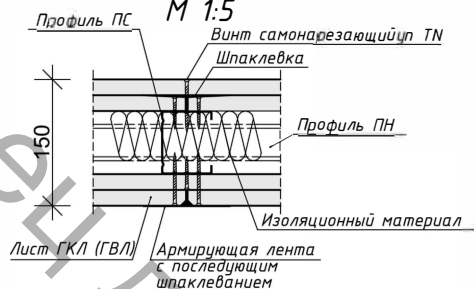 М 1:5
Профиль ПС
Винт самонарезающий TN
Шпаклевка
150
Профиль ПН
Изоляционный материал
Лист ГКЛ (ГВЛ)
Армирующая лента
с последующим
шпаклеванием